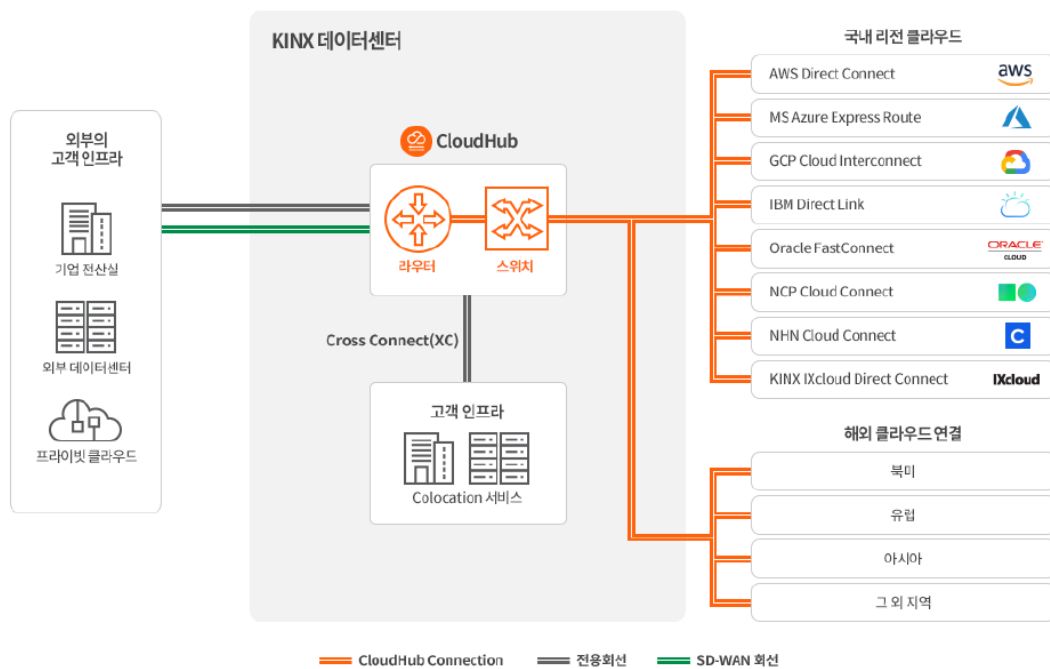 KINX 데이터센터
외부의
고객 인프라
기업 전산실
외부 데이터센터
프라이빗 클라우드
CloudHub
라우터
스위치
Cross Connect(XC)
고객 인프라
Colocation 서비스
국내 리전 클라우드
AWS Direct Connect
aws
MS Azure Express Route
GCP Cloud Interconnect
IBM Direct Link
Oracle FastConnect
ORACLE
CLOUD
NCP Cloud Connect
NHN Cloud Connect
C
KINX IXcloud Direct Connect
IXcloud
해외 클라우드 연결
북미
유럽
아시아
그 외 지역
CloudHub Connection
전용회선
SD-WAN 회선